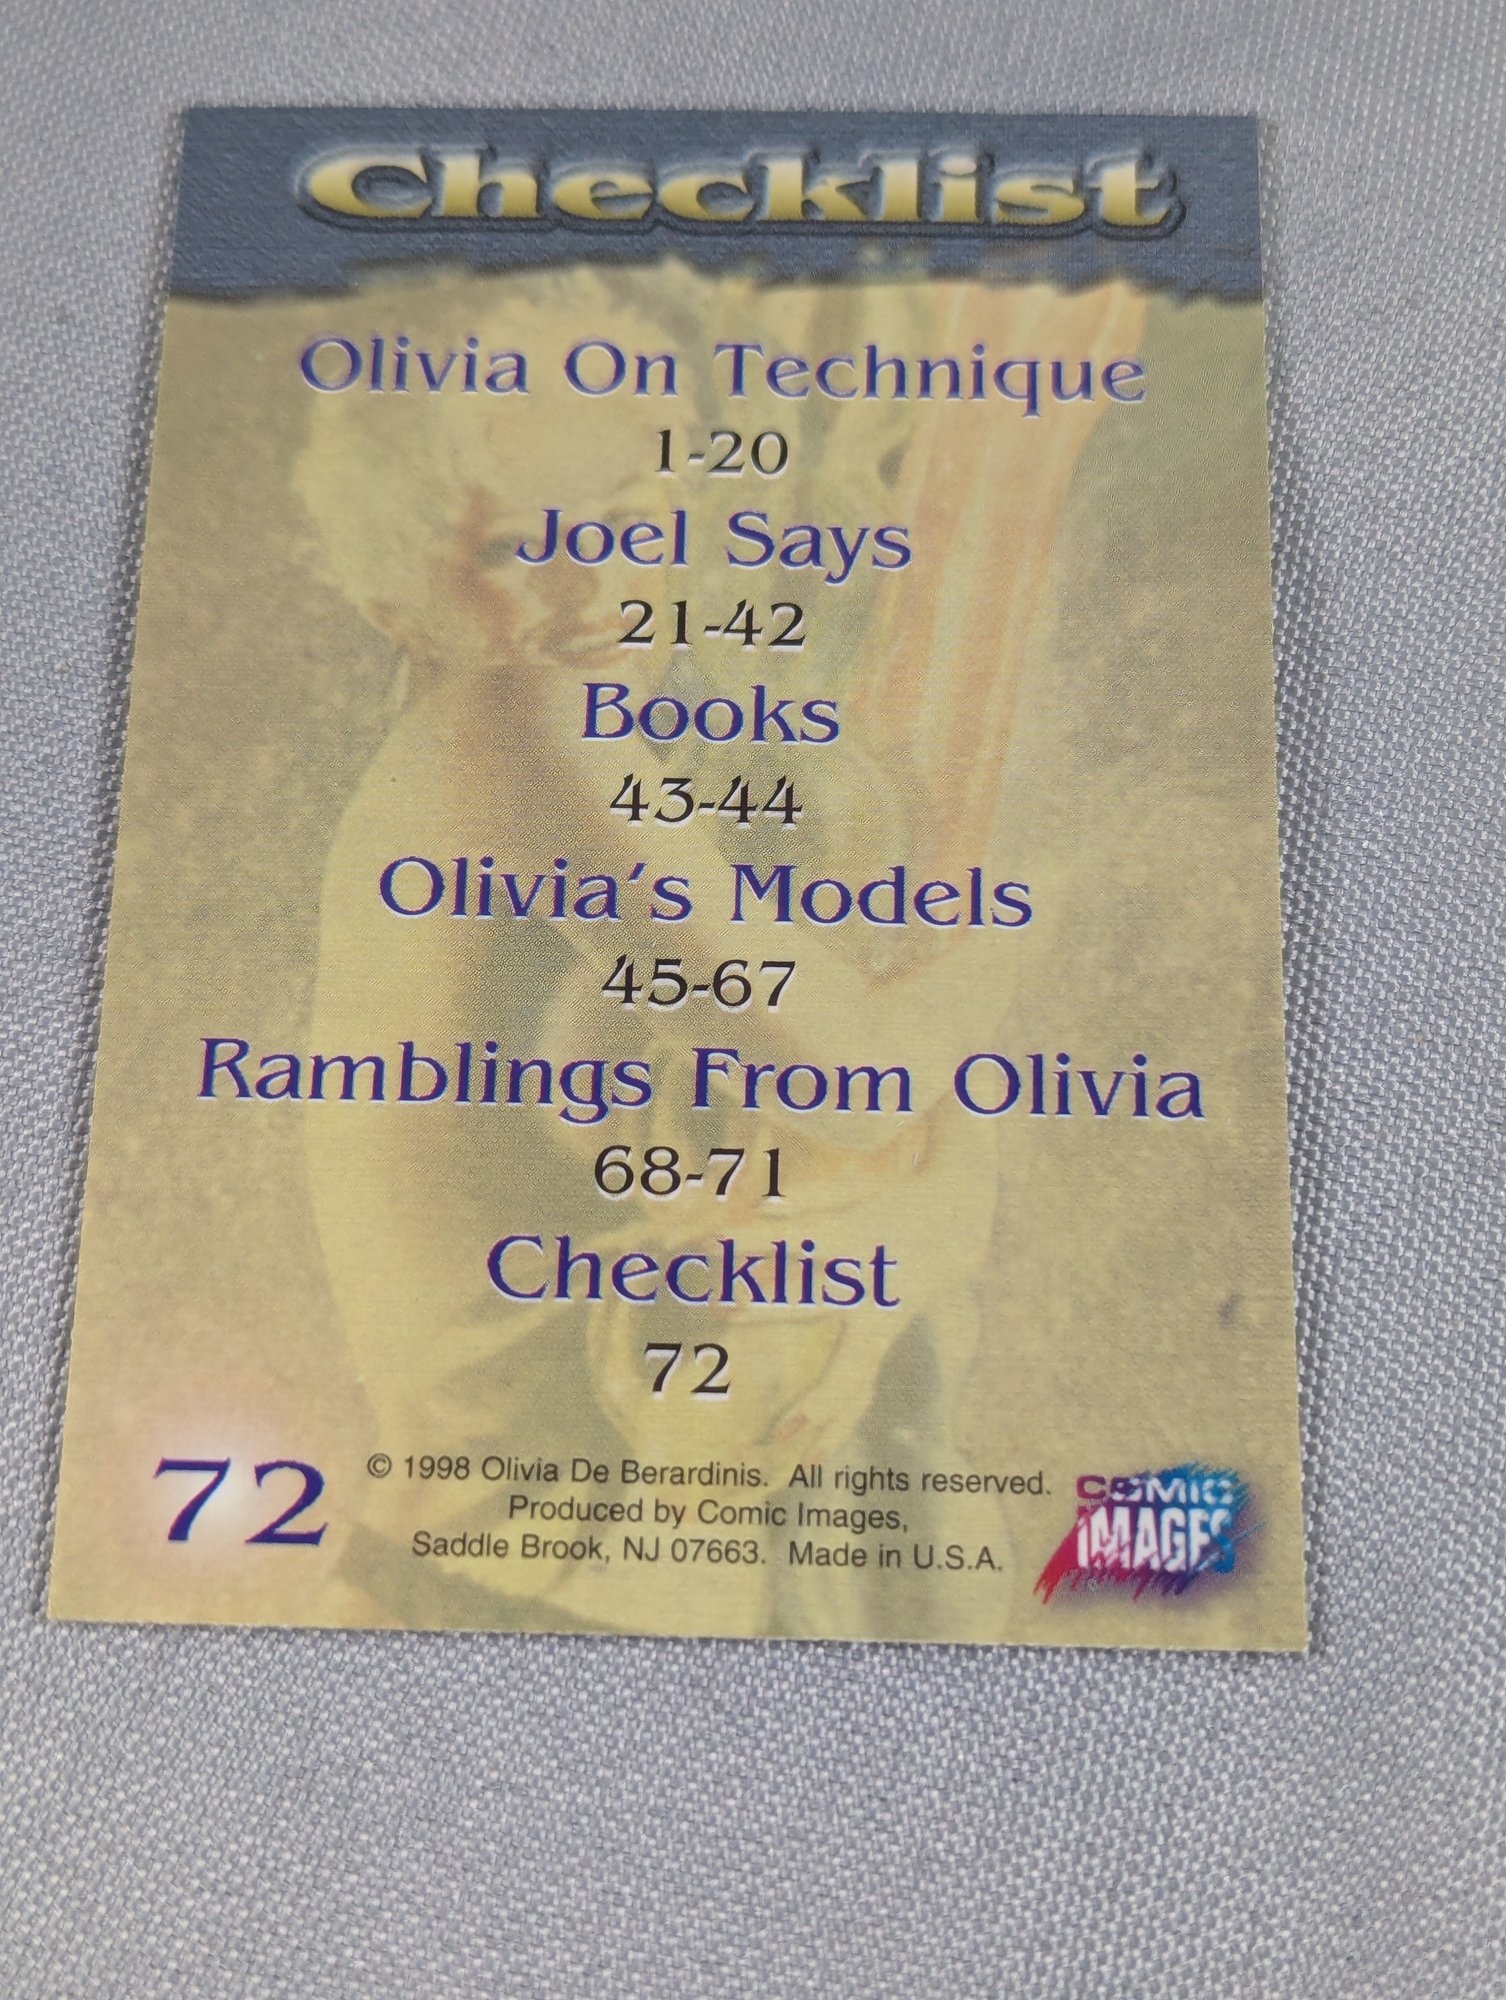 Checklist
Olivia On Technique
1-20
Joel Says
21-42
Books
43-44
Olivia's Models
45-67
Ramblings From Olivia
68-71
Checklist
72
72
© 1998 Olivia De Berardinis. All rights reserved.
Produced by Comic Images,
Saddle Brook, NJ 07663. Made in U.S.A.
COMIC
IMAGES